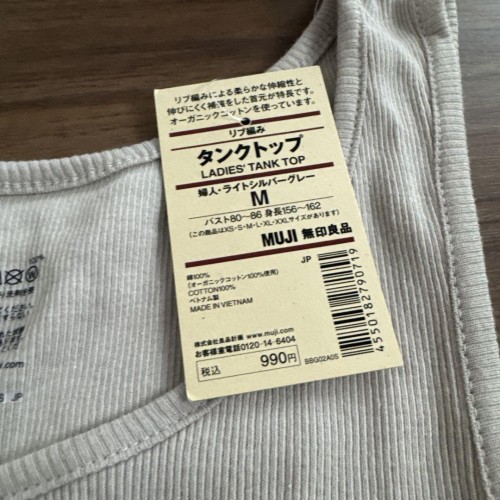 リブ編みによる柔らかな伸縮性と
伸びにくく補強をした首元が特長です。
オーガニックコットンを使っています。
リブ編み
タンクトップ
LADIES' TANK TOP
婦人・ライトシルバーグレー
M
バスト80~86 身長156~162
(この商品はXS・S・M・L・XL・XXLサイズがあります)
MUJI 無印良品
JP
綿100%
(オーガニックコットン100%使用)
COTTON100%
ベトナム製
MADE IN VIETNAM
株式会社良品計画 www.muji.com
お客様室電話0120-14-6404
税込 990円
SBG02A0S
4550182790719
100%
JP